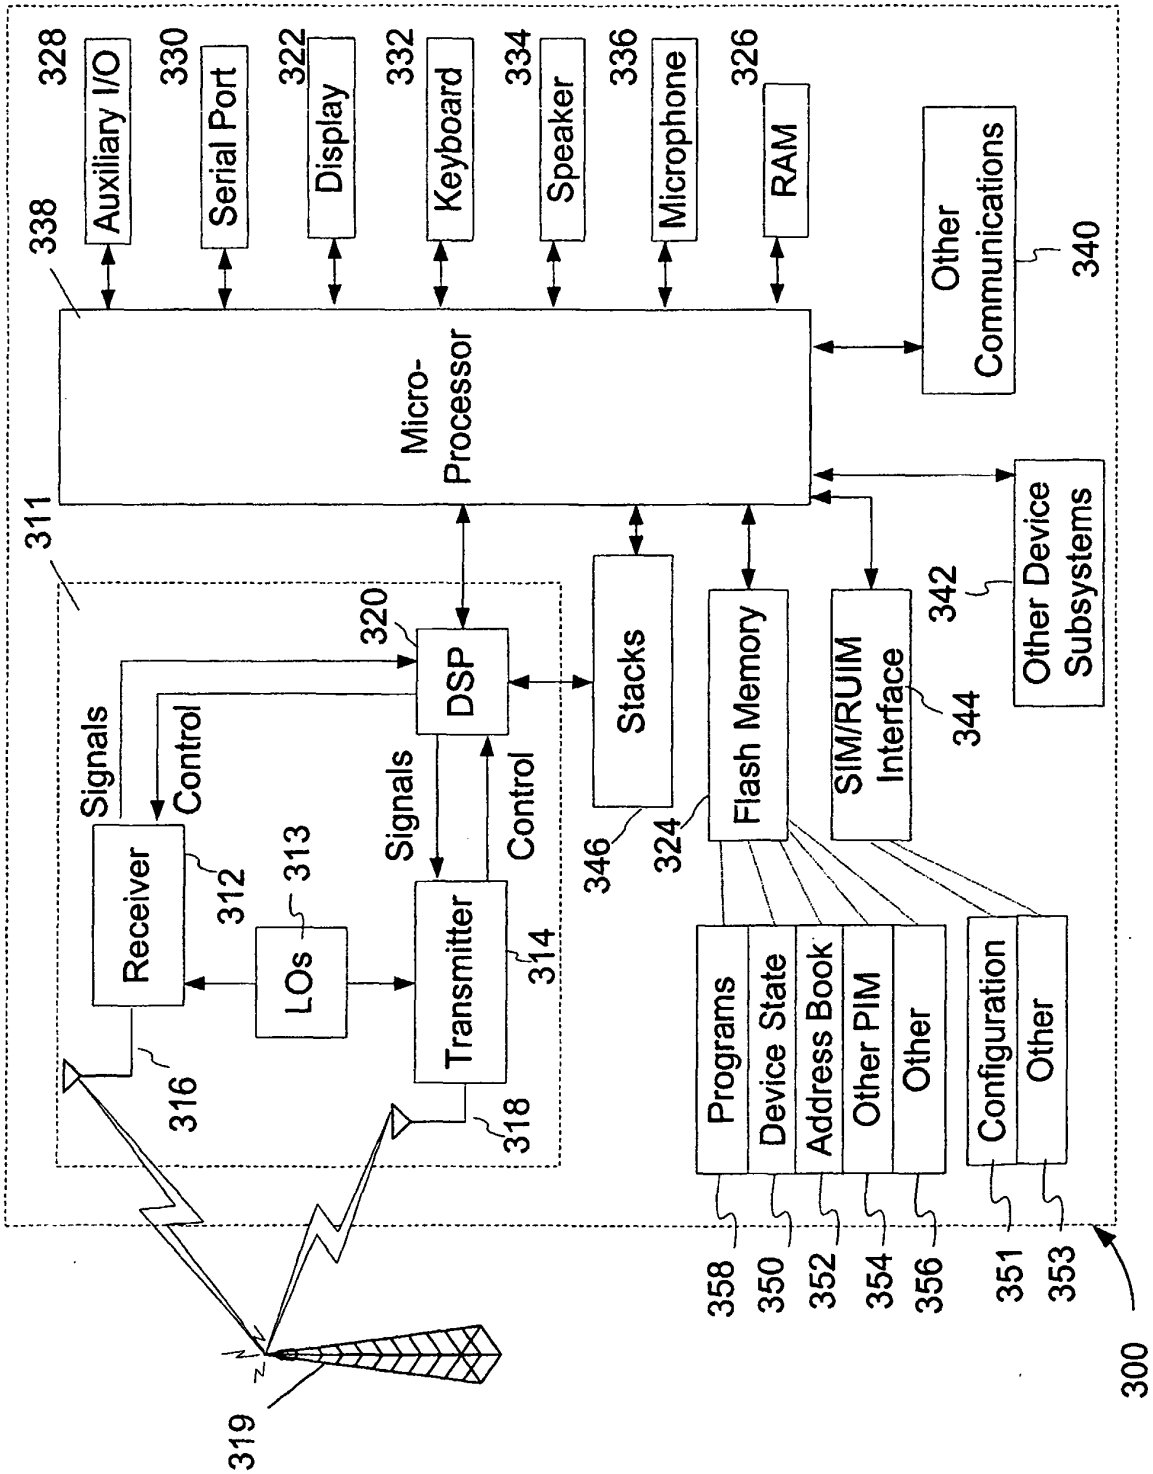 328
Auxiliary I/O
330
Serial Port
322
Display
332
Keyboard
334
Speaker
336
Microphone
326
RAM
338
Micro-
Processor
Other
Communications
340
311
320
DSP
Signals
Control
Receiver
312
313
LOs
Signals
Control
Transmitter
314
316
318
319
Stacks
346
324
Flash Memory
SIM/RUIM
Interface
344
342
Other Device
Subsystems
Programs
Device State
Address Book
Other PIM
Other
Configuration
Other
358
350
352
354
356
351
353
300